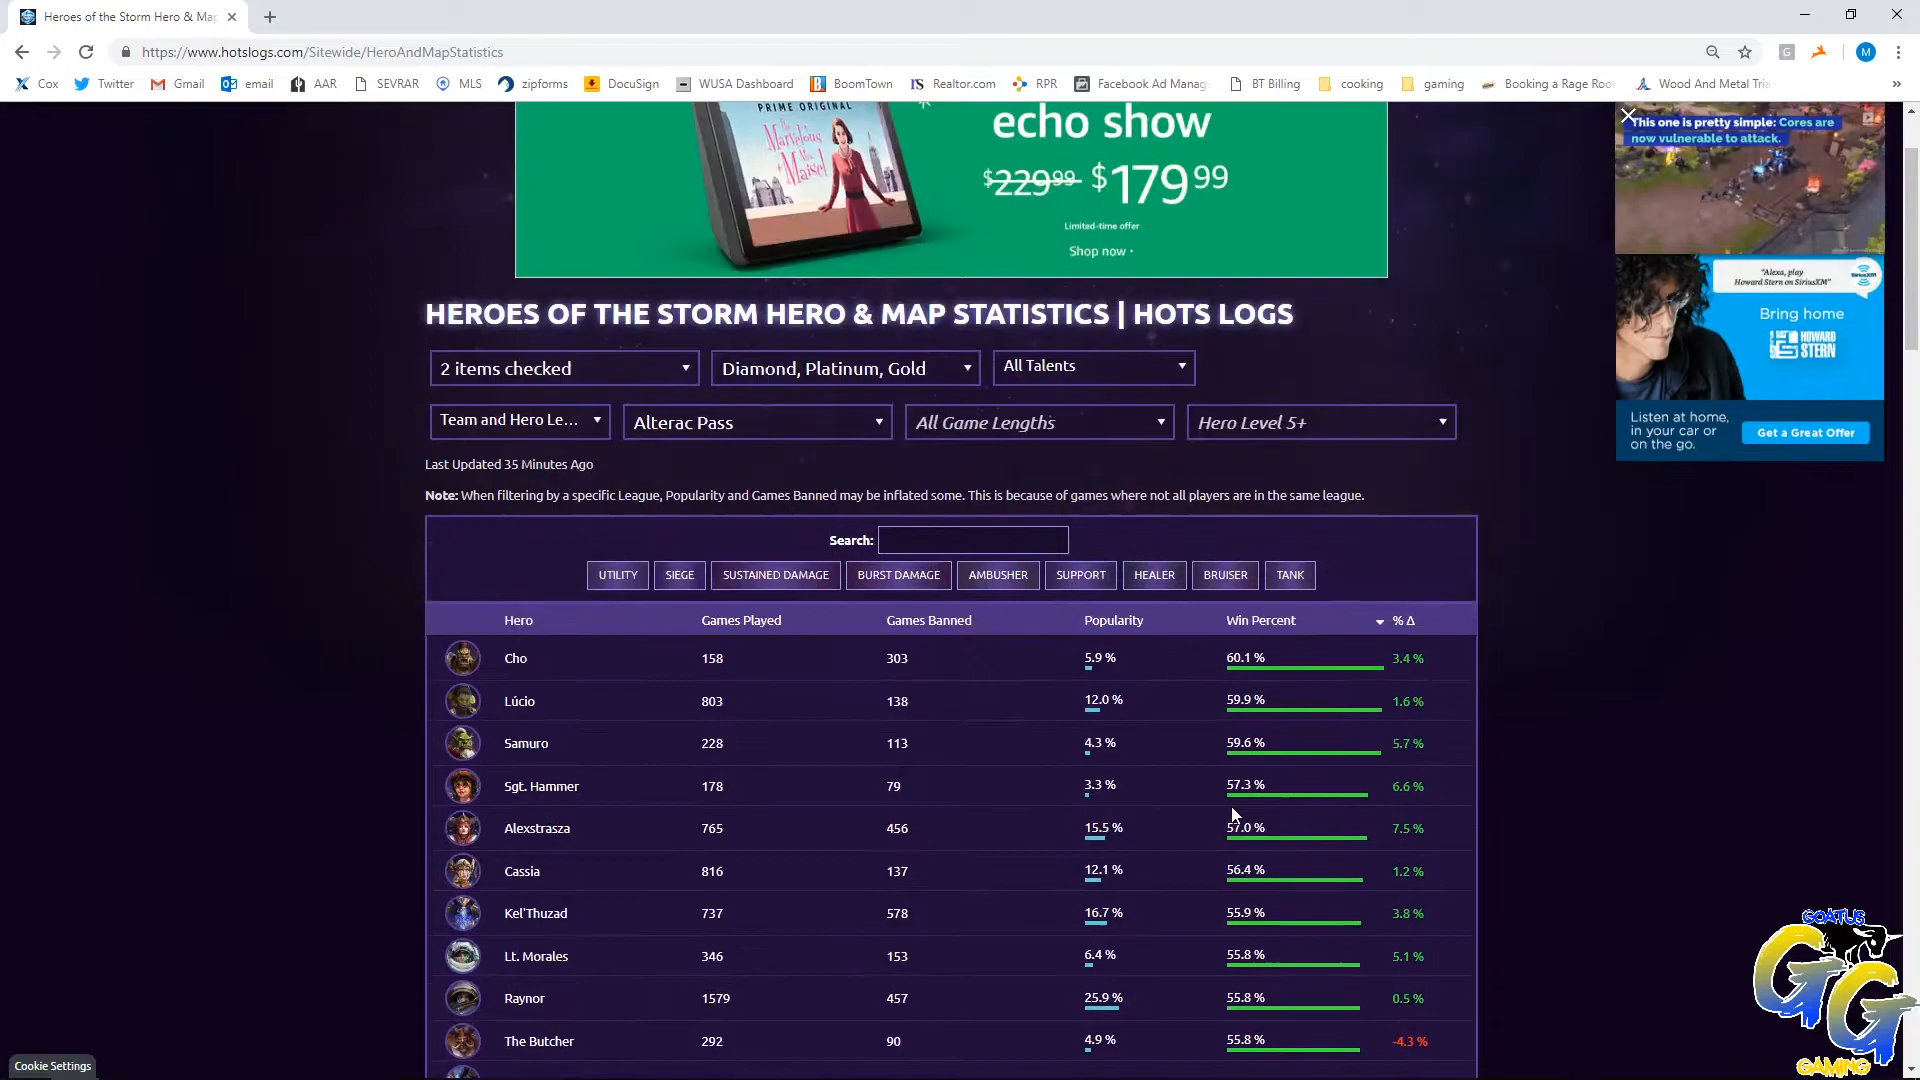 Heroes of the Storm Hero & Map
https://www.hotslogs.com/Sitewide/HeroAndMapStatistics
G
M
Cox
Twitter
Gmail
email
AAR
SEVRAR
MLS
zipforms
DocuSign
WUSA Dashboard
BoomTown
Realtor.com
RPR
Facebook Ad Manag
BT Billing
cooking
gaming
Booking a Rage Roo
Wood And Metal Tria
PRIME ORIGINAL
Marvelous
Mrs.
Maisel
echo show
$229.99 $179.99
Limited-time offer
Shop now
This one is pretty simple: Cores are
now vulnerable to attack.
"Alexa, play
Howard Stern on SiriusXM"
SiriusXM
Bring home
HOWARD
STERN
Listen at home,
in your car or
on the go.
Get a Great Offer
HEROES OF THE STORM HERO & MAP STATISTICS | HOTS LOGS
2 items checked
Diamond, Platinum, Gold
All Talents
Team and Hero Le...
Alterac Pass
All Game Lengths
Hero Level 5+
Last Updated 35 Minutes Ago
Note: When filtering by a specific League, Popularity and Games Banned may be inflated some. This is because of games where not all players are in the same league.
Search:
UTILITY SIEGE SUSTAINED DAMAGE BURST DAMAGE AMBUSHER SUPPORT HEALER BRUISER TANK
Hero Games Played Games Banned Popularity Win Percent % Δ
Cho 158 303 5.9 % 60.1 % 3.4 %
Lúcio 803 138 12.0 % 59.9 % 1.6 %
Samuro 228 113 4.3 % 59.6 % 5.7 %
Sgt. Hammer 178 79 3.3 % 57.3 % 6.6 %
Alexstrasza 765 456 15.5 % 57.0 % 7.5 %
Cassia 816 137 12.1 % 56.4 % 1.2 %
Kel'Thuzad 737 578 16.7 % 55.9 % 3.8 %
Lt. Morales 346 153 6.4 % 55.8 % 5.1 %
Raynor 1579 457 25.9 % 55.8 % 0.5 %
The Butcher 292 90 4.9 % 55.8 % -4.3 %
Cookie Settings
GOATUS
GG
GAMING